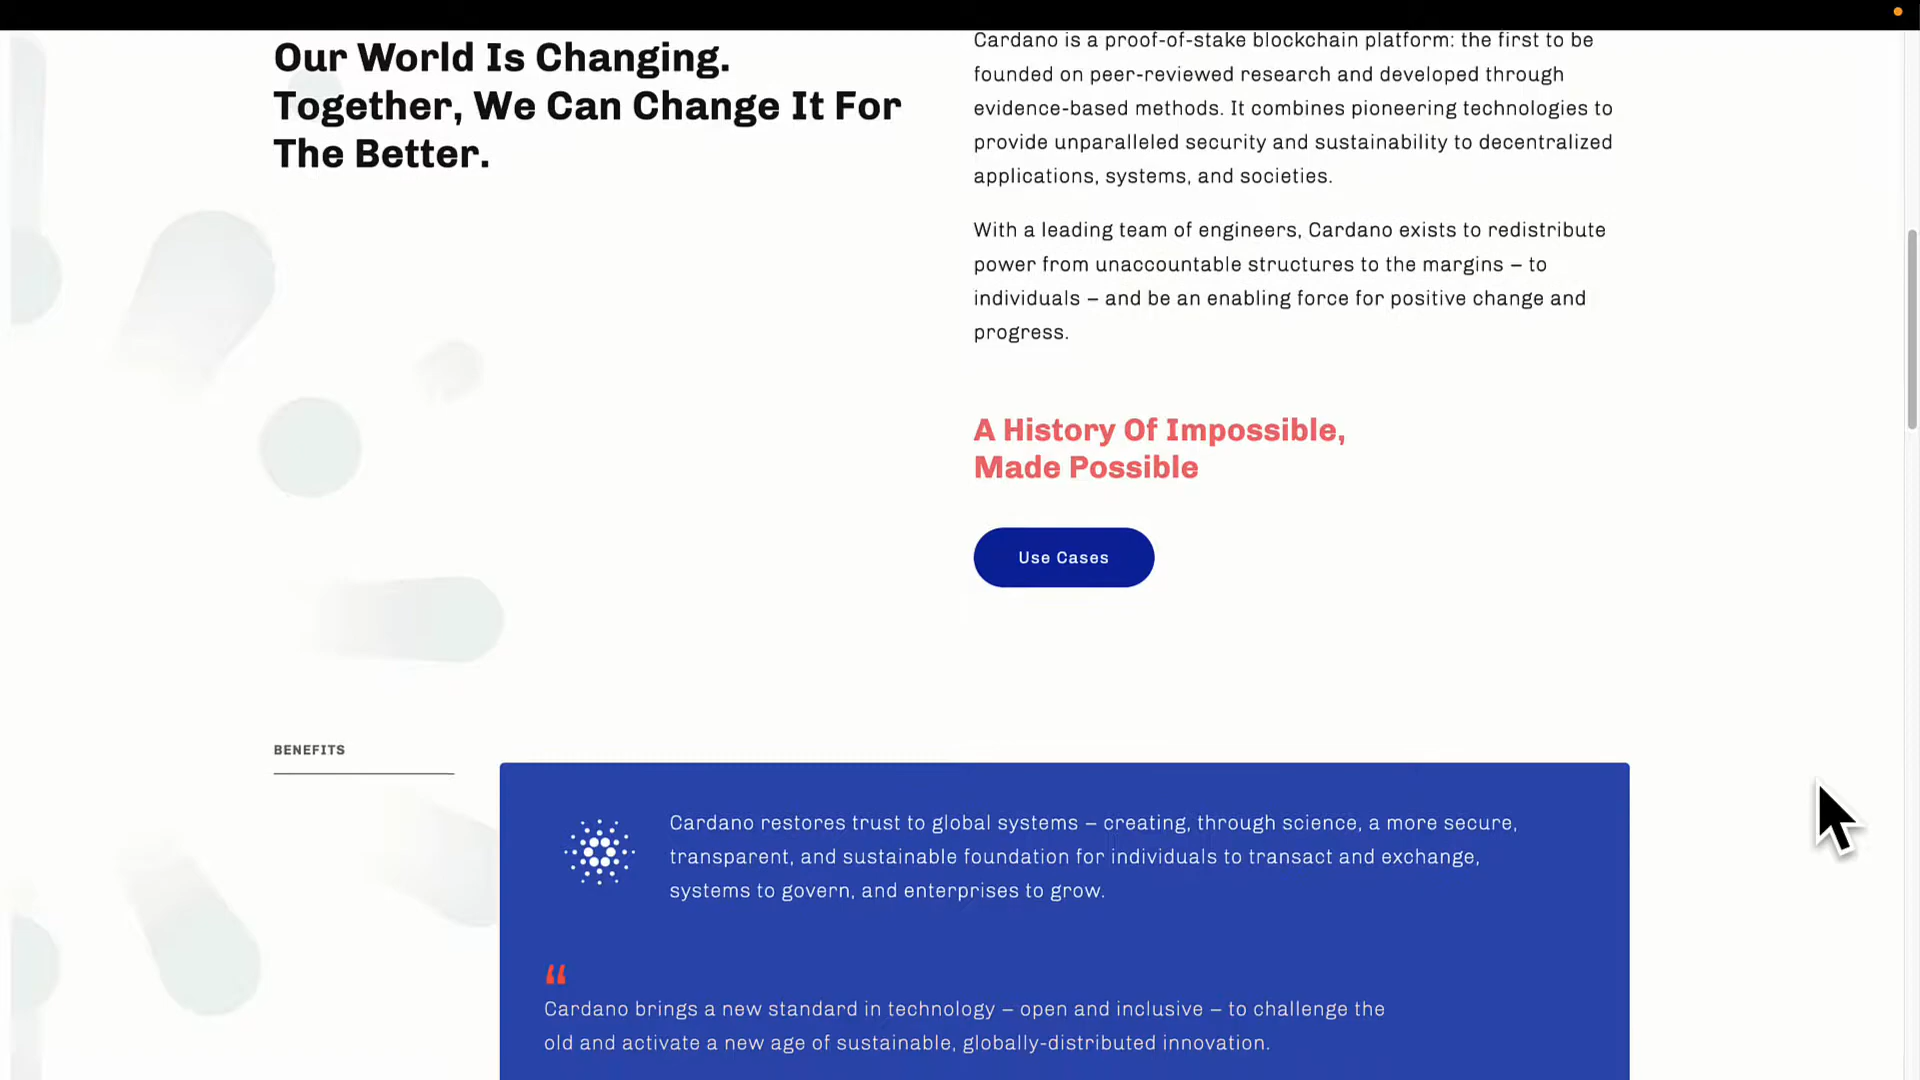 Our World Is Changing.
Together, We Can Change It For
The Better.
Cardano is a proof-of-stake blockchain platform: the first to be
founded on peer-reviewed research and developed through
evidence-based methods. It combines pioneering technologies to
provide unparalleled security and sustainability to decentralized
applications, systems, and societies.
With a leading team of engineers, Cardano exists to redistribute
power from unaccountable structures to the margins – to
individuals – and be an enabling force for positive change and
progress.
A History Of Impossible,
Made Possible
Use Cases
BENEFITS
Cardano restores trust to global systems – creating, through science, a more secure,
transparent, and sustainable foundation for individuals to transact and exchange,
systems to govern, and enterprises to grow.
“
Cardano brings a new standard in technology – open and inclusive – to challenge the
old and activate a new age of sustainable, globally-distributed innovation.